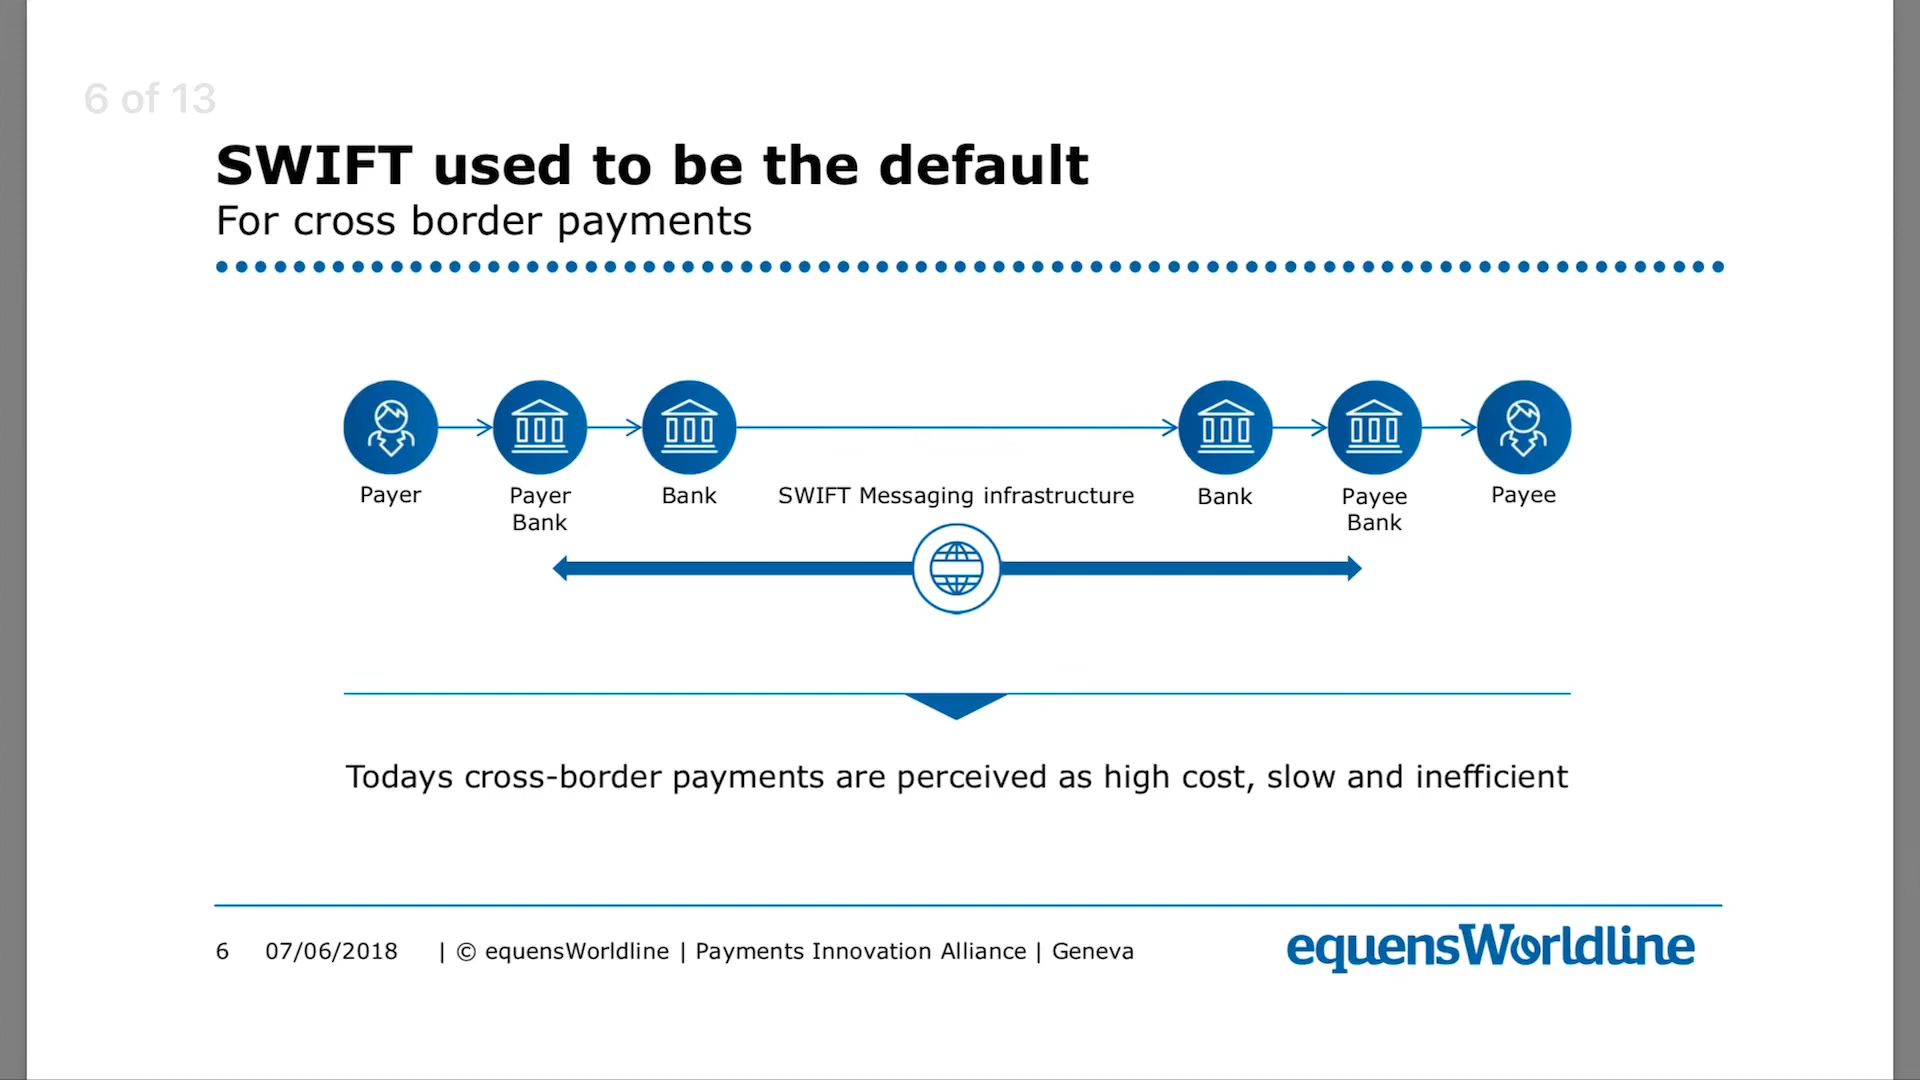 6 of 13
SWIFT used to be the default
For cross border payments
Payer
Payer
Bank
Bank
SWIFT Messaging infrastructure
Bank
Payee
Bank
Payee
Todays cross-border payments are perceived as high cost, slow and inefficient
6 07/06/2018 | © equensWorldline | Payments Innovation Alliance | Geneva
equensWorldline